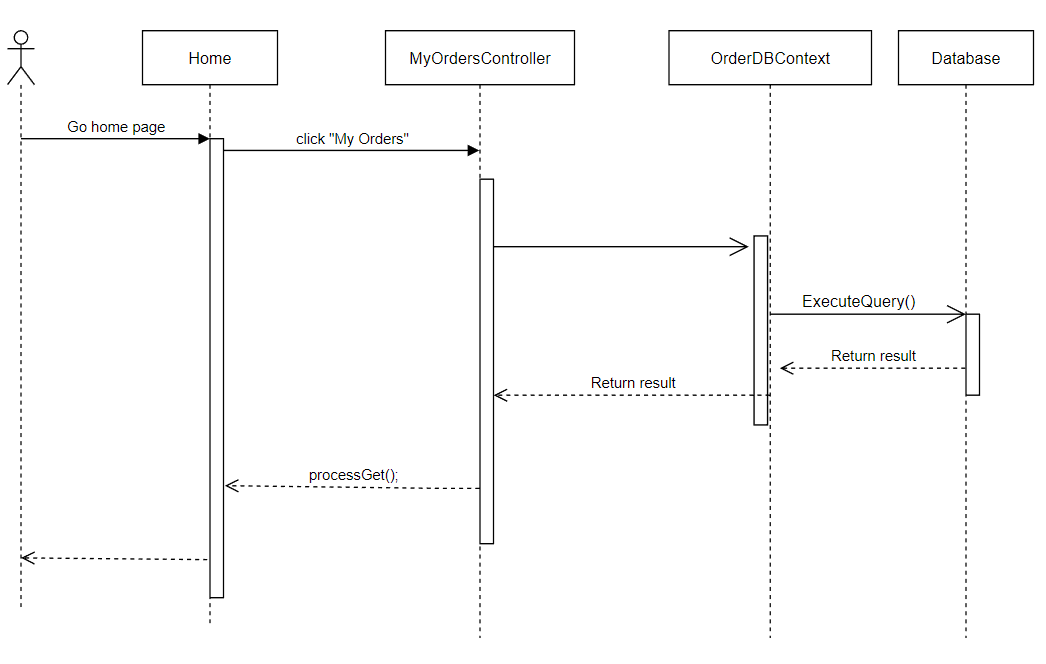 Home
MyOrdersController
OrderDBContext
Database
Go home page
click "My Orders"
ExecuteQuery()
Return result
Return result
processGet();